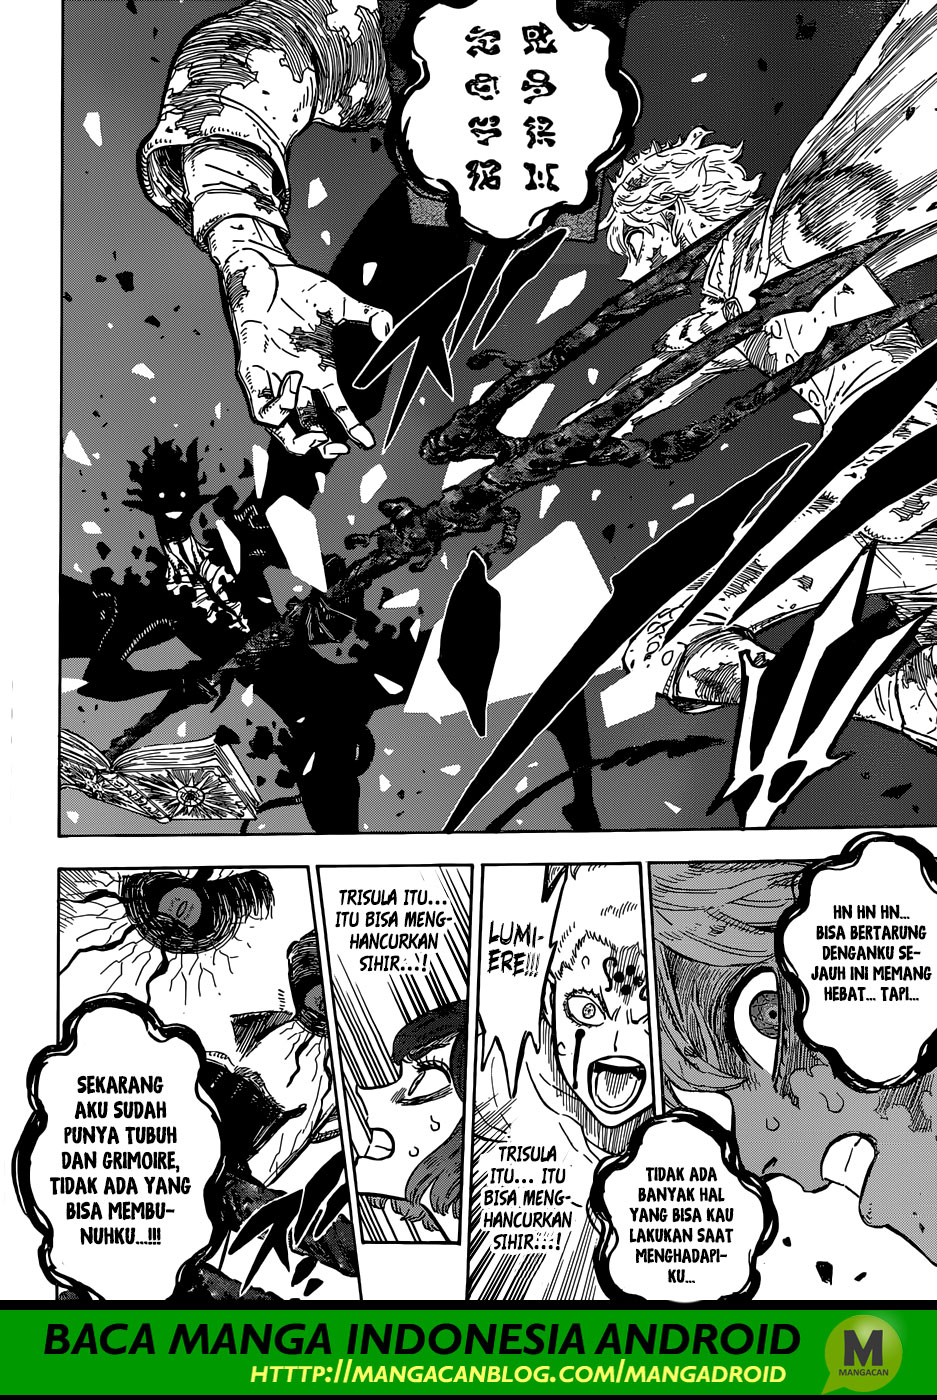 HN HN HN...
BISA BERTARUNG
DENGANKU SE-
JAUH INI MEMANG
HEBAT... TAPI...
TIDAK ADA
BANYAK HAL
YANG BISA KAU
LAKUKAN SAAT
MENGHADAPI-
KU...
LUMI-
ERE!!!
TRISULA
ITU... ITU
BISA MENG-
HANCURKAN
SIHIR...!
TRISULA ITU...
ITU BISA MENG-
HANCURKAN
SIHIR...!
SEKARANG
AKU SUDAH
PUNYA TUBUH
DAN GRIMOIRE,
TIDAK ADA YANG
BISA MEMBU-
NUHKU...!!!
BACA MANGA INDONESIA ANDROID
HTTTP://MANGACANBLOG.COM/MANGADROID
M
MANGACAN